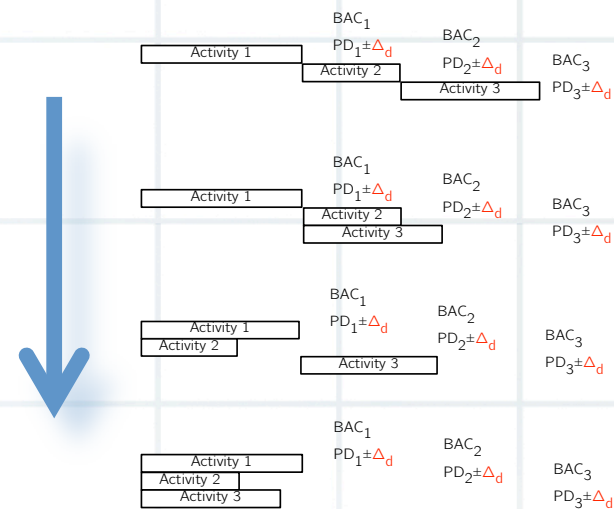 BAC1
Activity 1
PD1±Δd
BAC2
Activity 2
PD2±Δd
BAC3
Activity 3
PD3±Δd
BAC1
Activity 1
PD1±Δd
BAC2
Activity 2
PD2±Δd
BAC3
Activity 3
PD3±Δd
BAC1
Activity 1
PD1±Δd
BAC2
Activity 2
PD2±Δd
BAC3
Activity 3
PD3±Δd
BAC1
Activity 1
PD1±Δd
BAC2
Activity 2
PD2±Δd
BAC3
Activity 3
PD3±Δd